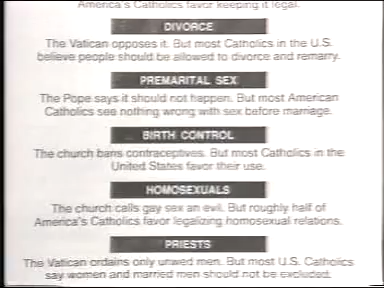 America's Catholics favor keeping it legal.
DIVORCE
The Vatican opposes it. But most Catholics in the U.S.
believe people should be allowed to divorce and remarry.
PREMARITAL SEX
The Pope says it should not happen. But most American
Catholics see nothing wrong with sex before marriage.
BIRTH CONTROL
The church bans contraceptives. But most Catholics in the
United States favor their use.
HOMOSEXUALS
The church calls gay sex an evil. But roughly half of
America's Catholics favor legalizing homosexual relations.
PRIESTS
The Vatican ordains only unwed men. But most U.S. Catholics
say women and married men should not be excluded.